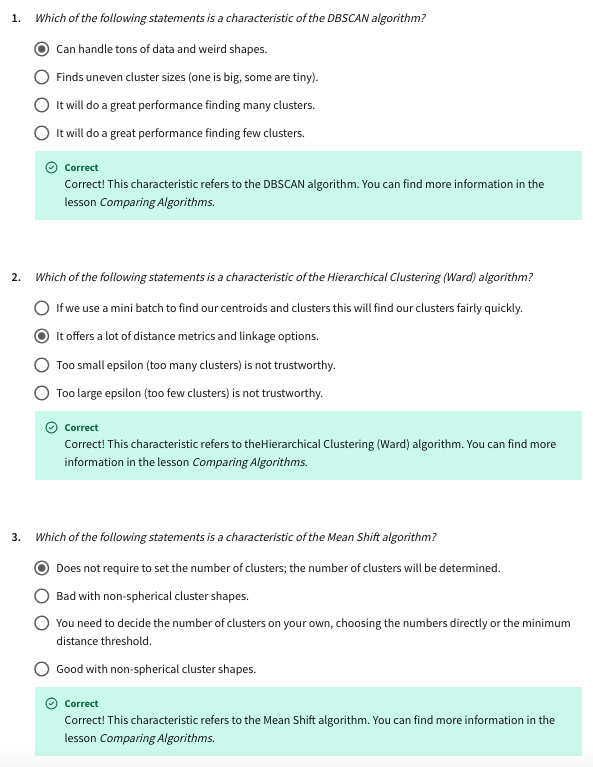 1. Which of the following statements is a characteristic of the DBSCAN algorithm?
Can handle tons of data and weird shapes.
Finds uneven cluster sizes (one is big, some are tiny).
It will do a great performance finding many clusters.
It will do a great performance finding few clusters.
Correct
Correct! This characteristic refers to the DBSCAN algorithm. You can find more information in the
lesson Comparing Algorithms.
2. Which of the following statements is a characteristic of the Hierarchical Clustering (Ward) algorithm?
If we use a mini batch to find our centroids and clusters this will find our clusters fairly quickly.
It offers a lot of distance metrics and linkage options.
Too small epsilon (too many clusters) is not trustworthy.
Too large epsilon (too few clusters) is not trustworthy.
Correct
Correct! This characteristic refers to theHierarchical Clustering (Ward) algorithm. You can find more
information in the lesson Comparing Algorithms.
3. Which of the following statements is a characteristic of the Mean Shift algorithm?
Does not require to set the number of clusters; the number of clusters will be determined.
Bad with non-spherical cluster shapes.
You need to decide the number of clusters on your own, choosing the numbers directly or the minimum
distance threshold.
Good with non-spherical cluster shapes.
Correct
Correct! This characteristic refers to the Mean Shift algorithm. You can find more information in the
lesson Comparing Algorithms.